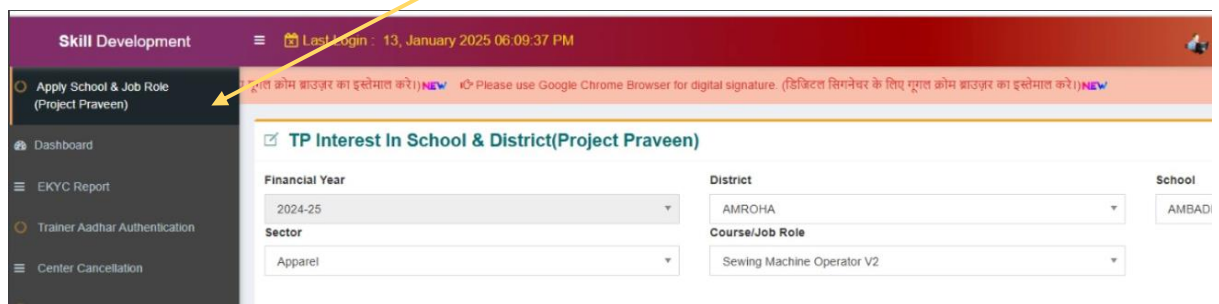 Skill Development
Last Login : 13, January 2025 06:09:37 PM
Apply School & Job Role
(Project Praveen)
गूगल क्रोम ब्राउज़र का इस्तेमाल करे।)NEW Please use Google Chrome Browser for digital signature. (डिजिटल सिगनेचर के लिए गूगल क्रोम ब्राउज़र का इस्तेमाल करे।)NEW
Dashboard
EKYC Report
Trainer Aadhar Authentication
Center Cancellation
TP Interest In School & District(Project Praveen)
Financial Year
District
School
2024-25
AMROHA
AMBAD
Sector
Course/Job Role
Apparel
Sewing Machine Operator V2